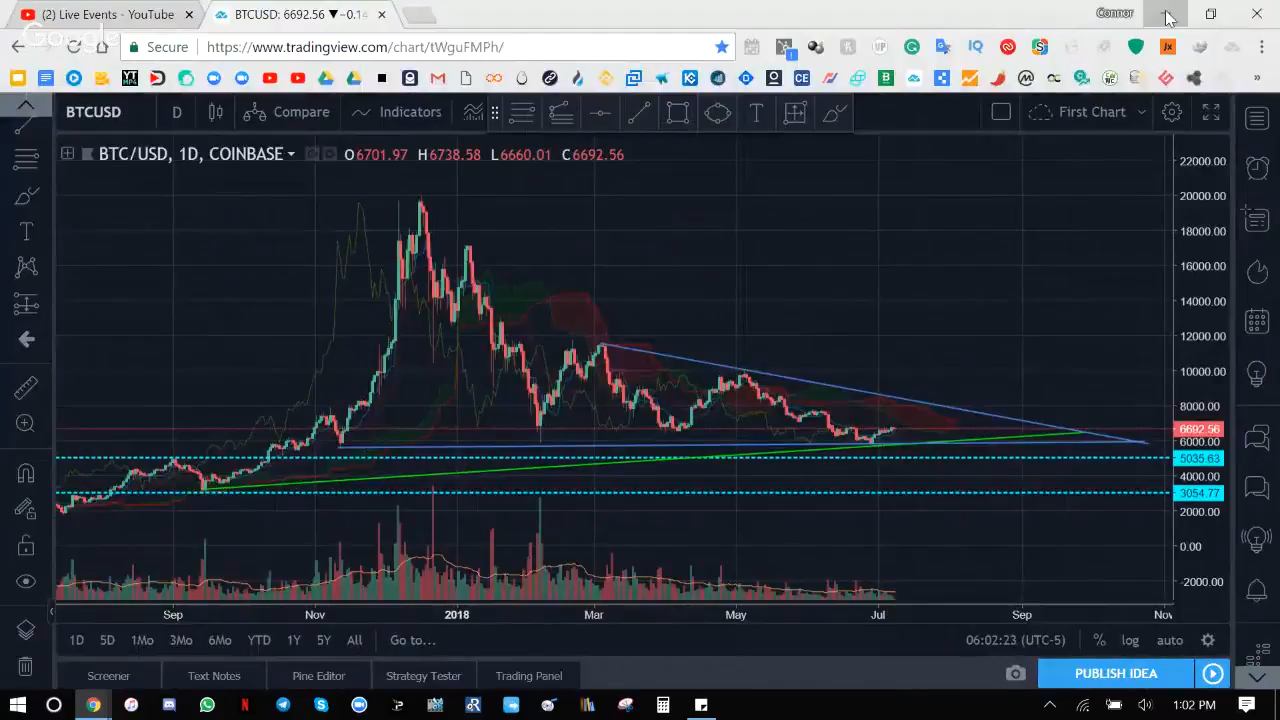 (2) Live Events - YouTube
BTCUSD: 6692.56 ▼ -0.1
Connor
Google
Secure
https://www.tradingview.com/chart/tWguFMPh/
BTCUSD
D
Compare
Indicators
First Chart
BTC/USD, 1D, COINBASE
O6701.97 H6738.58 L6660.01 C6692.56
22000.00
20000.00
18000.00
16000.00
14000.00
12000.00
10000.00
8000.00
6692.56
6000.00
5035.63
4000.00
3054.77
2000.00
0.00
-2000.00
Sep
Nov
2018
Mar
May
Jul
Sep
Nov
1D 5D 1Mo 3Mo 6Mo YTD 1Y 5Y All Go to...
06:02:23 (UTC-5) % log auto
Screener
Text Notes
Pine Editor
Strategy Tester
Trading Panel
PUBLISH IDEA
1:02 PM